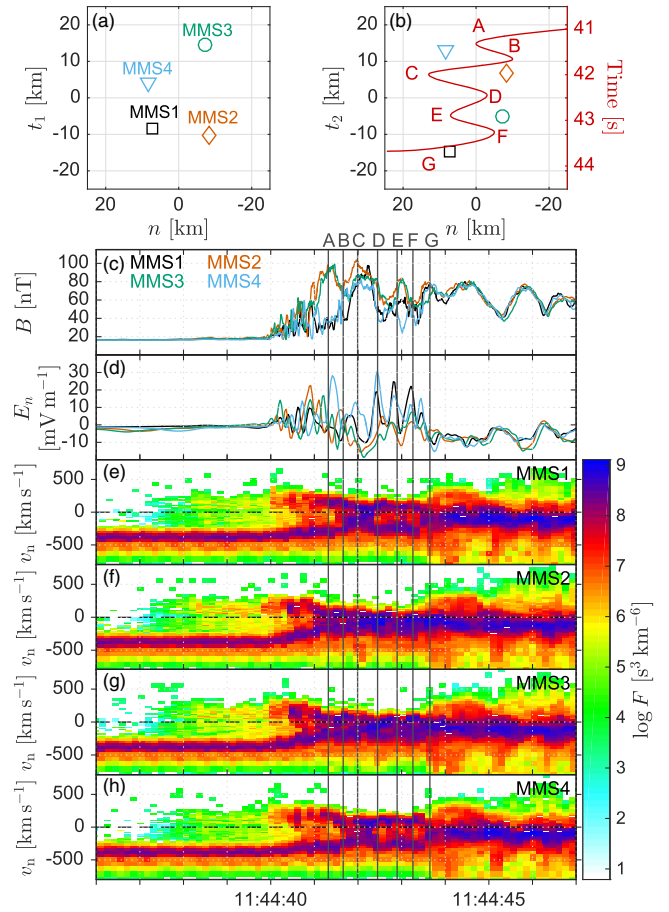 (a)
MMS3
MMS4
MMS1
MMS2
20
10
0
-10
-20
t1 [km]
20 0 -20
n [km]
(b)
A
B
C
D
E
F
G
20
10
0
-10
-20
t2 [km]
41
42
43
44
Time [s]
20 0 -20
n [km]
A B C D E F G
(c) MMS1 MMS2
MMS3 MMS4
100
80
60
40
20
B [nT]
(d)
30
20
10
0
-10
En
[mV m−1]
(e) MMS1
500
0
-500
vn [km s−1]
(f) MMS2
500
0
-500
vn [km s−1]
(g) MMS3
500
0
-500
vn [km s−1]
(h) MMS4
500
0
-500
vn [km s−1]
11:44:40 11:44:45
9
8
7
6
5
4
3
2
1
log F [s3 km−6]